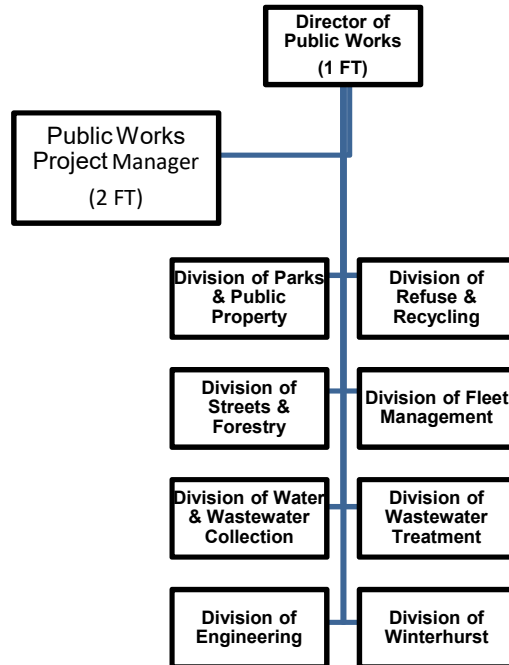 Director of
Public Works
(1 FT)
Public Works
Project Manager
(2 FT)
Division of Parks
& Public
Property
Division of
Refuse &
Recycling
Division of
Streets &
Forestry
Division of Fleet
Management
Division of Water
& Wastewater
Collection
Division of
Wastewater
Treatment
Division of
Engineering
Division of
Winterhurst